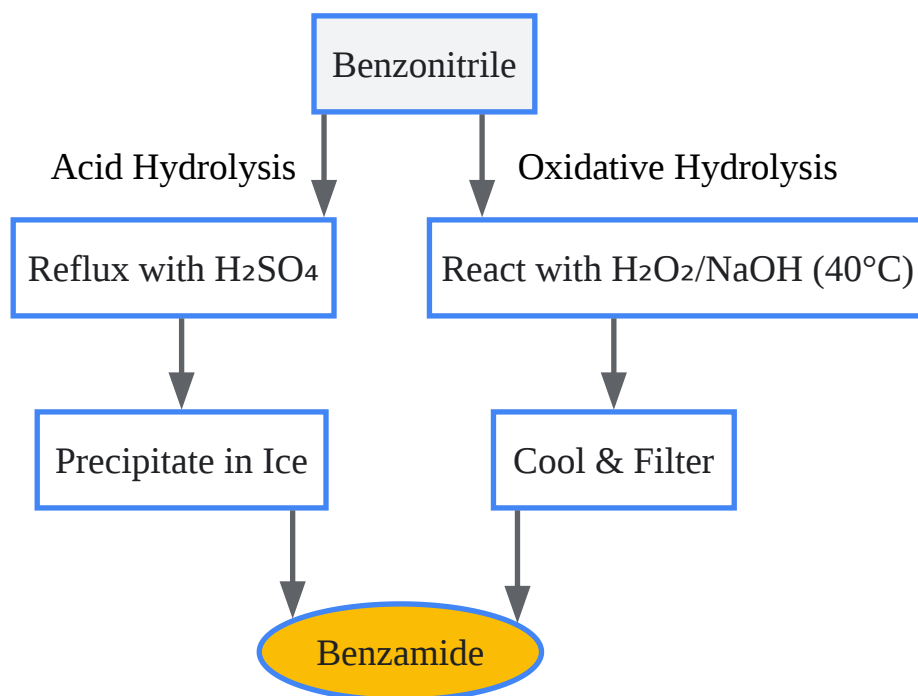 Benzonitrile
Acid Hydrolysis
Oxidative Hydrolysis
Reflux with H₂SO₄
React with H₂O₂/NaOH (40°C)
Precipitate in Ice
Cool & Filter
Benzamide